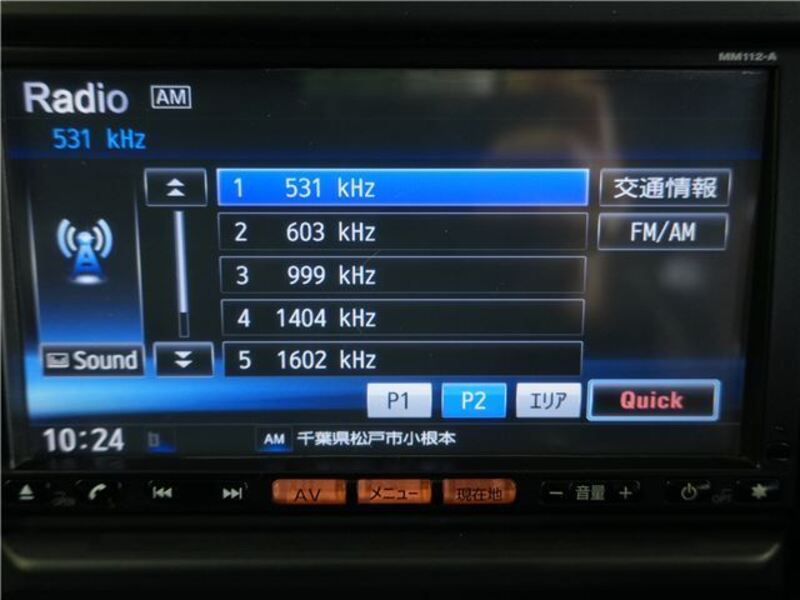 MM112-A
Radio AM
531 kHz
1 531 kHz 交通情報
2 603 kHz FM/AM
3 999 kHz
4 1404 kHz
Sound 5 1602 kHz
P1 P2 エリア Quick
10:24 AM 千葉県松戸市小根本
AV メニュー 現在地 − 音量 +